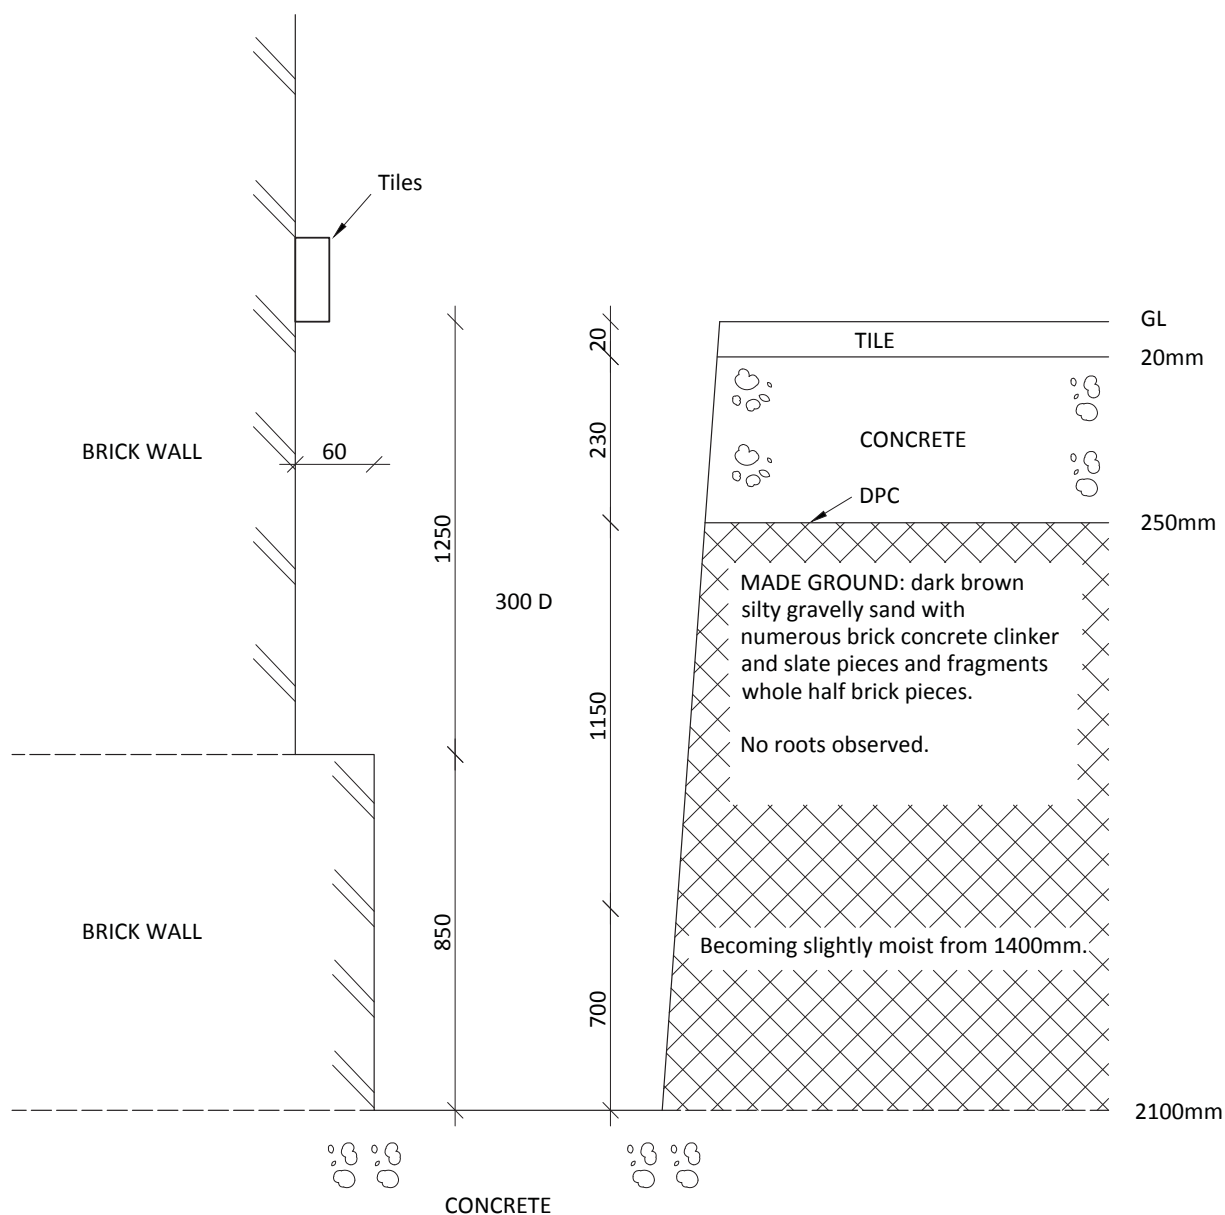 Tiles
GL
20
TILE
20mm
BRICK WALL
60
230
CONCRETE
DPC
250mm
1250
300 D
MADE GROUND: dark brown
silty gravelly sand with
numerous brick concrete clinker
and slate pieces and fragments
whole half brick pieces.
No roots observed.
1150
BRICK WALL
850
Becoming slightly moist from 1400mm.
700
2100mm
CONCRETE